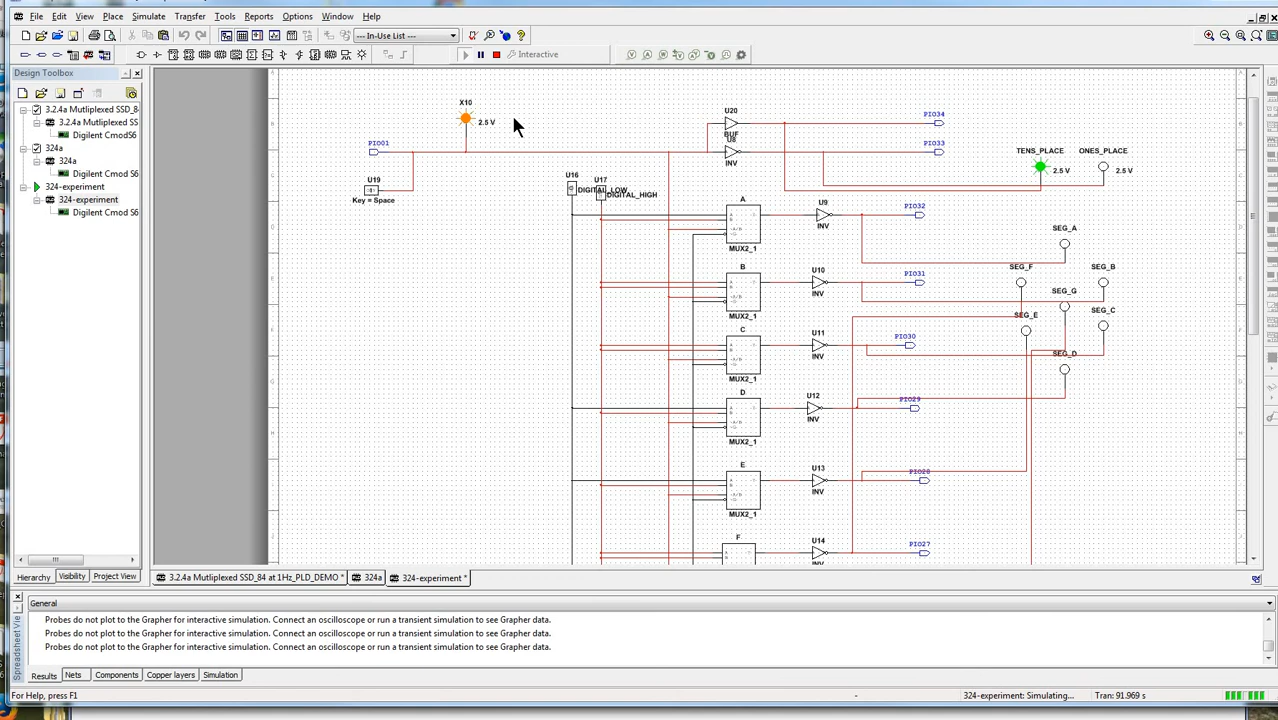 File Edit View Place Simulate Transfer Tools Reports Options Window Help
--- In-Use List ---
Interactive
Design Toolbox
3.2.4a Mutliplexed SSD_8
3.2.4a Mutliplexed SS
Digilent CmodS6
324a
324a
Digilent Cmod S6
324-experiment
324-experiment
Digilent Cmod S6
Hierarchy Visibility Project View
X10
2.5 V
PIO01
U19
Key = Space
U16
DIGITAL_LOW
U17
DIGITAL_HIGH
U20
BUF
U8
INV
PIO34
PIO33
TENS_PLACE
2.5 V
ONES_PLACE
2.5 V
A
MUX2_1
U9
INV
PIO32
SEG_A
B
MUX2_1
U10
INV
PIO31
SEG_F
SEG_B
SEG_G
C
MUX2_1
U11
INV
PIO30
SEG_E
SEG_C
SEG_D
D
MUX2_1
U12
INV
PIO29
E
MUX2_1
U13
INV
PIO28
F
U14
INV
PIO27
3.2.4a Mutliplexed SSD_84 at 1Hz_PLD_DEMO * 324a 324-experiment *
Spreadsheet Vie
General
Probes do not plot to the Grapher for interactive simulation. Connect an oscilloscope or run a transient simulation to see Grapher data.
Probes do not plot to the Grapher for interactive simulation. Connect an oscilloscope or run a transient simulation to see Grapher data.
Probes do not plot to the Grapher for interactive simulation. Connect an oscilloscope or run a transient simulation to see Grapher data.
Results Nets Components Copper layers Simulation
For Help, press F1 - 324-experiment: Simulating... Tran: 91.969 s